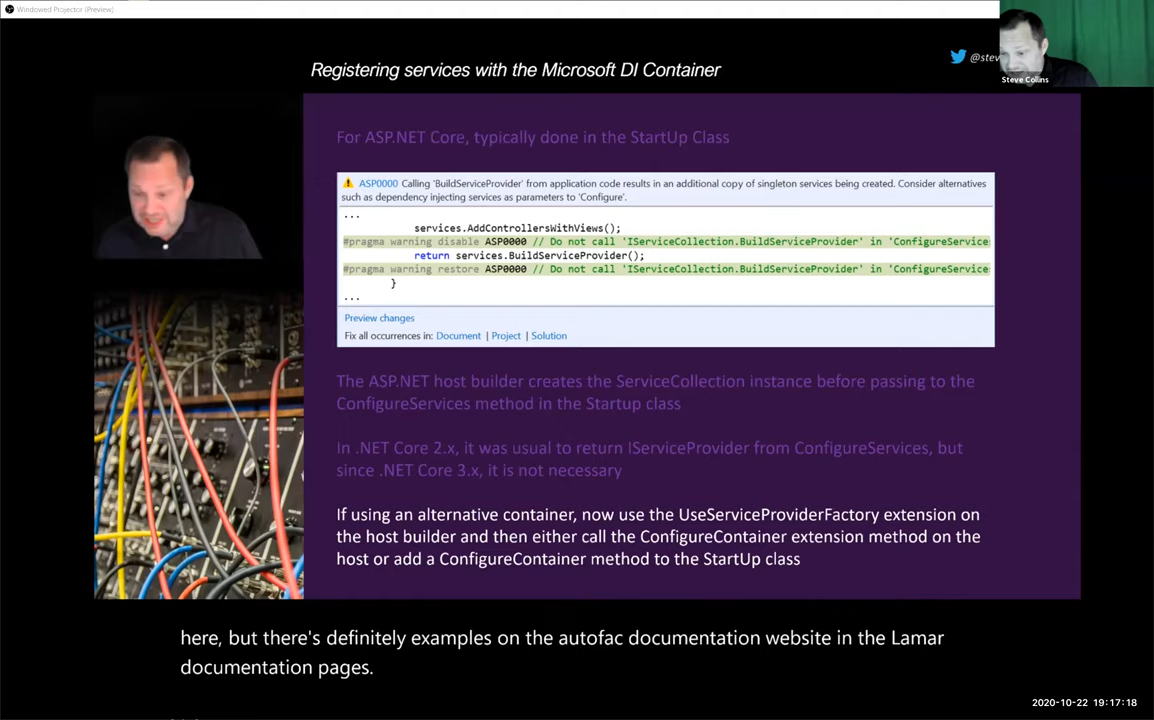 Windowed Projector (Preview)
Registering services with the Microsoft DI Container
@stev
Steve Collins
For ASP.NET Core, typically done in the StartUp Class
ASP0000 Calling 'BuildServiceProvider' from application code results in an additional copy of singleton services being created. Consider alternatives
such as dependency injecting services as parameters to 'Configure'.
...
services.AddControllersWithViews();
#pragma warning disable ASP0000 // Do not call 'IServiceCollection.BuildServiceProvider' in 'ConfigureService
return services.BuildServiceProvider();
#pragma warning restore ASP0000 // Do not call 'IServiceCollection.BuildServiceProvider' in 'ConfigureService
}
...
Preview changes
Fix all occurrences in: Document | Project | Solution
The ASP.NET host builder creates the ServiceCollection instance before passing to the
ConfigureServices method in the Startup class
In .NET Core 2.x, it was usual to return IServiceProvider from ConfigureServices, but
since .NET Core 3.x, it is not necessary
If using an alternative container, now use the UseServiceProviderFactory extension on
the host builder and then either call the ConfigureContainer extension method on the
host or add a ConfigureContainer method to the StartUp class
here, but there's definitely examples on the autofac documentation website in the Lamar
documentation pages.
2020-10-22 19:17:18